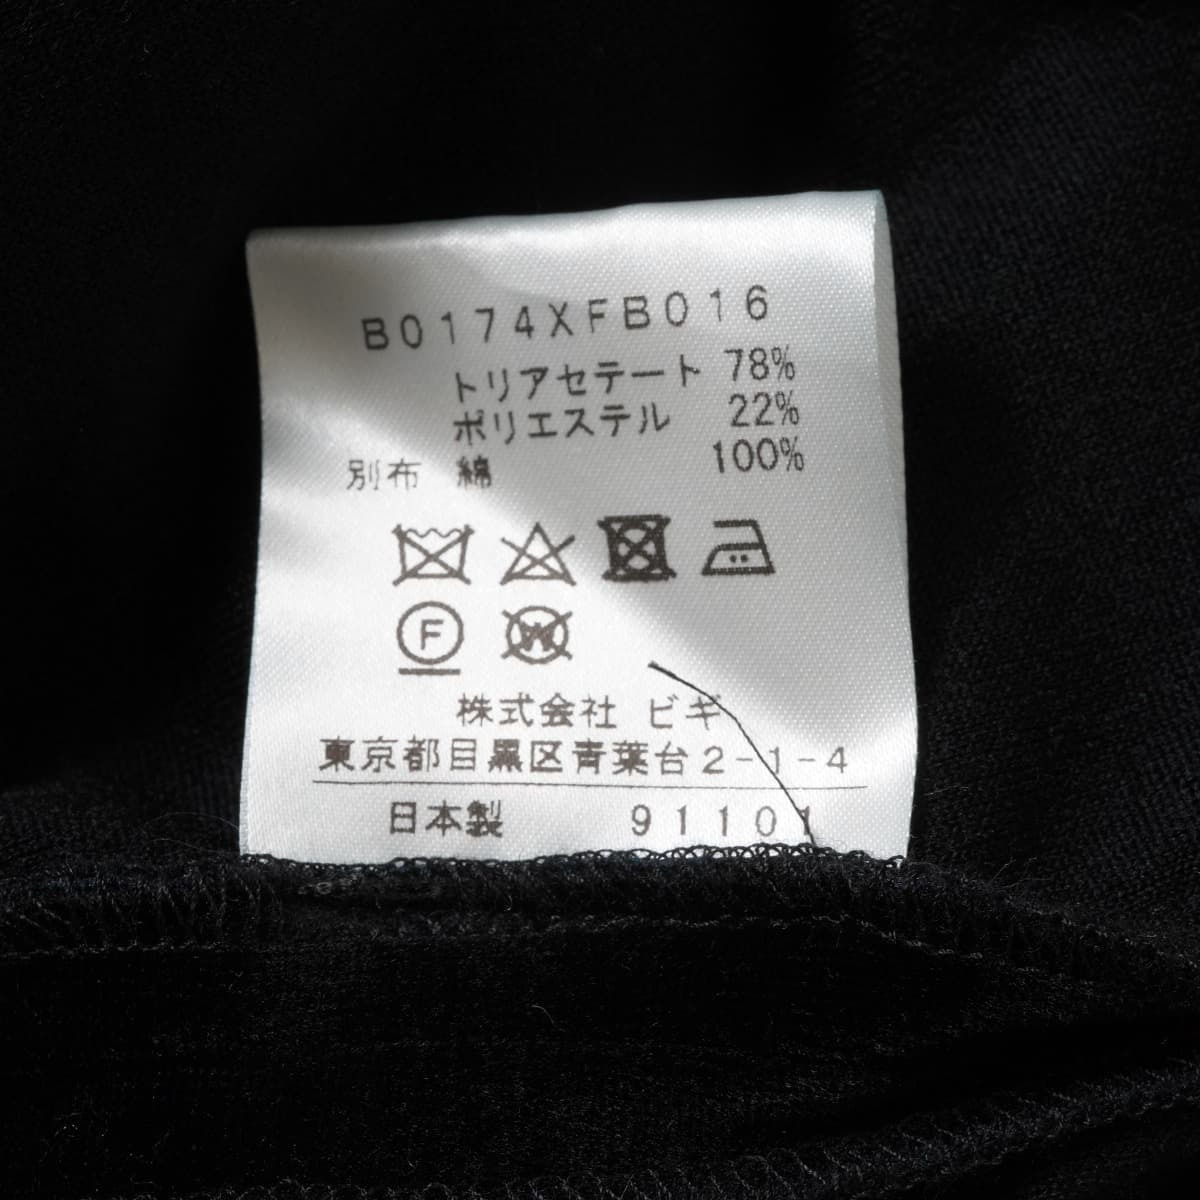 B0174XFB016
トリアセテート 78%
ポリエステル 22%
別布 綿 100%
F W
株式会社 ビギ
東京都目黒区青葉台2-1-4
日本製 91101